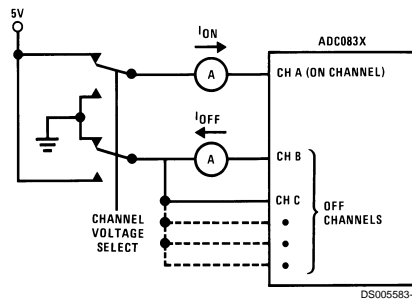 5V
ION
ADC083X
A
CH A (ON CHANNEL)
IOFF
A
CH B
CH C
OFF
CHANNELS
CHANNEL
VOLTAGE
SELECT
DS005583-